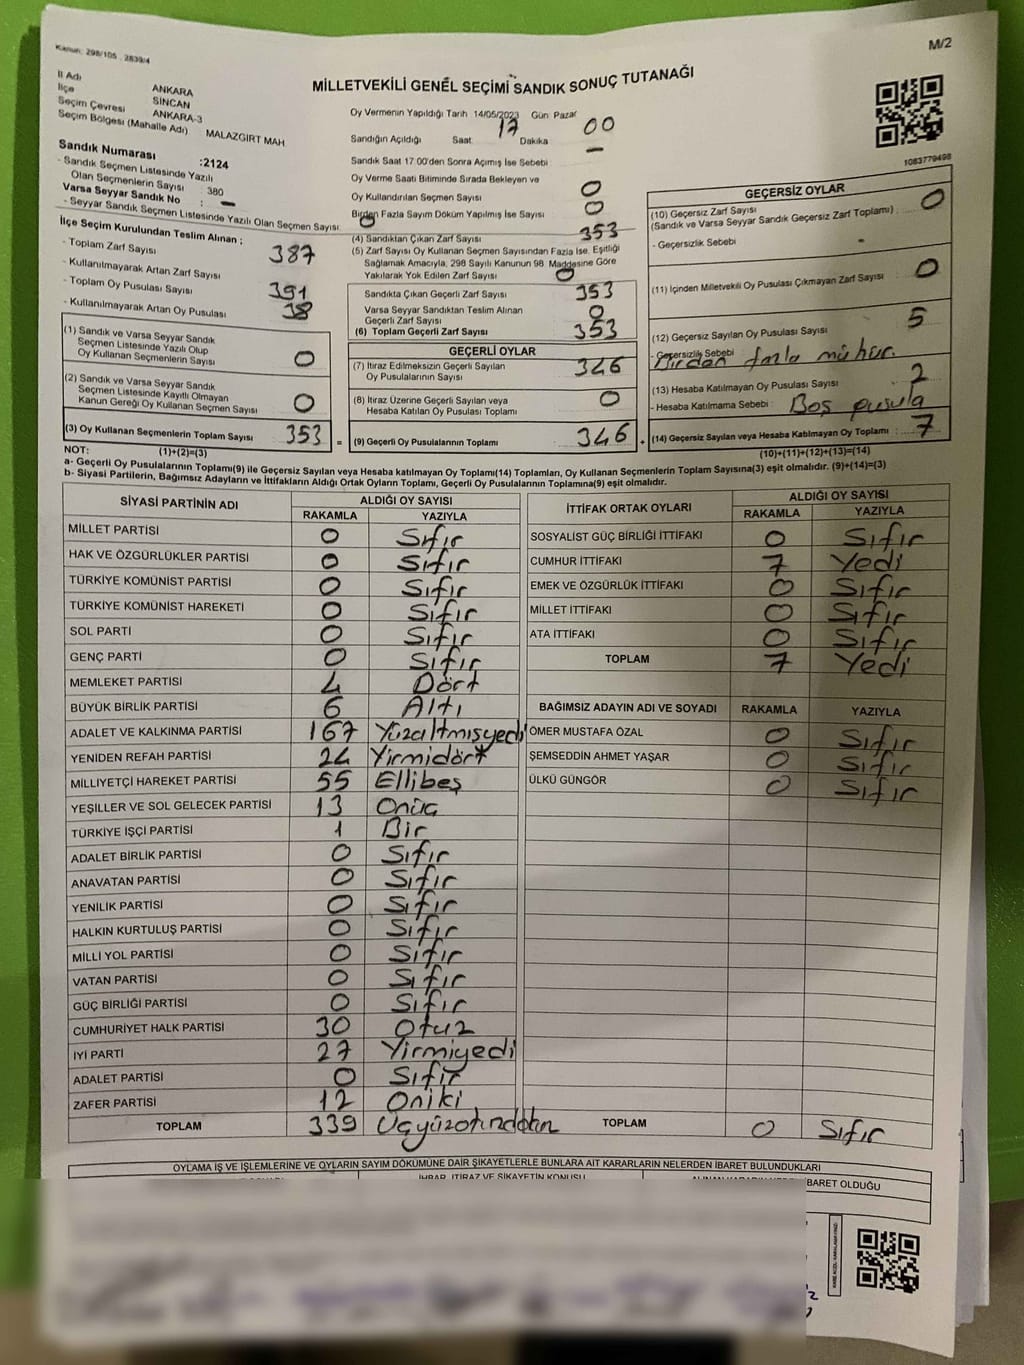 Kanun: 298/105 . 2839/4
M/2
MİLLETVEKİLİ GENEL SEÇİMİ SANDIK SONUÇ TUTANAĞI
İl Adı ANKARA
İlçe SİNCAN
Seçim Çevresi ANKARA-3
Seçim Bölgesi (Mahalle Adı) MALAZGIRT MAH
Sandık Numarası :2124
- Sandık Seçmen Listesinde Yazılı
Olan Seçmenlerin Sayısı : 380
Varsa Seyyar Sandık No : -
- Seyyar Sandık Seçmen Listesinde Yazılı Olan Seçmen Sayısı: 0
İlçe Seçim Kurulundan Teslim Alınan ;
- Toplam Zarf Sayısı 387
- Kullanılmayarak Artan Zarf Sayısı
- Toplam Oy Pusulası Sayısı 391
- Kullanılmayarak Artan Oy Pusulası 38
(1) Sandık ve Varsa Seyyar Sandık
Seçmen Listesinde Yazılı Olup
Oy Kullanan Seçmenlerin Sayısı 0
(2) Sandık ve Varsa Seyyar Sandık
Seçmen Listesinde Kayıtlı Olmayan
Kanun Gereği Oy Kullanan Seçmen Sayısı 0
(3) Oy Kullanan Seçmenlerin Toplam Sayısı 353 =
(1)+(2)=(3)
Oy Vermenin Yapıldığı Tarih 14/05/2023 Gün Pazar
Sandığın Açıldığı Saat 17 Dakika 00
Sandık Saat 17.00'den Sonra Açılmış İse Sebebi -
Oy Verme Saati Bitiminde Sırada Bekleyen ve
Oy Kullandırılan Seçmen Sayısı 0
Birden Fazla Sayım Döküm Yapılmış İse Sayısı 0
(4) Sandıktan Çıkan Zarf Sayısı 353
(5) Zarf Sayısı Oy Kullanan Seçmen Sayısından Fazla İse, Eşitliği
Sağlamak Amacıyla, 298 Sayılı Kanunun 98. Maddesine Göre
Yakılarak Yok Edilen Zarf Sayısı 0
Sandıkta Çıkan Geçerli Zarf Sayısı 353
Varsa Seyyar Sandıktan Teslim Alınan
Geçerli Zarf Sayısı 0
(6) Toplam Geçerli Zarf Sayısı 353
GEÇERLİ OYLAR
(7) İtiraz Edilmeksizin Geçerli Sayılan
Oy Pusulalarının Sayısı 346
(8) İtiraz Üzerine Geçerli Sayılan veya
Hesaba Katılan Oy Pusulası Toplamı 0
(9) Geçerli Oy Pusulalarının Toplamı 346 +
1083779498
GEÇERSİZ OYLAR
(10) Geçersiz Zarf Sayısı 0
(Sandık ve Varsa Seyyar Sandık Geçersiz Zarf Toplamı) :
- Geçersizlik Sebebi -
(11) İçinden Milletvekili Oy Pusulası Çıkmayan Zarf Sayısı 0
(12) Geçersiz Sayılan Oy Pusulası Sayısı 5
- Geçersizlik Sebebi Birden fazla mühür.
(13) Hesaba Katılmayan Oy Pusulası Sayısı 2
- Hesaba Katılmama Sebebi : Boş pusula
(14) Geçersiz Sayılan veya Hesaba Katılmayan Oy Toplamı : 7
(10)+(11)+(12)+(13)=(14)
NOT:
a- Geçerli Oy Pusulalarının Toplamı(9) ile Geçersiz Sayılan veya Hesaba katılmayan Oy Toplamı(14) Toplamları, Oy Kullanan Seçmenlerin Toplam Sayısına(3) eşit olmalıdır. (9)+(14)=(3)
b- Siyasi Partilerin, Bağımsız Adayların ve İttifakların Aldığı Ortak Oyların Toplamı, Geçerli Oy Pusulalarının Toplamına(9) eşit olmalıdır.
SİYASİ PARTİNİN ADI ALDIĞI OY SAYISI
RAKAMLA YAZIYLA
MİLLET PARTİSİ 0 Sıfır
HAK VE ÖZGÜRLÜKLER PARTİSİ 0 Sıfır
TÜRKİYE KOMÜNİST PARTİSİ 0 Sıfır
TÜRKİYE KOMÜNİST HAREKETİ 0 Sıfır
SOL PARTİ 0 Sıfır
GENÇ PARTİ 0 Sıfır
MEMLEKET PARTİSİ 4 Dört
BÜYÜK BİRLİK PARTİSİ 6 Altı
ADALET VE KALKINMA PARTİSİ 167 Yüzaltmışyedi
YENİDEN REFAH PARTİSİ 24 Yirmidört
MİLLİYETÇİ HAREKET PARTİSİ 55 Ellibeş
YEŞİLLER VE SOL GELECEK PARTİSİ 13 Onüç
TÜRKİYE İŞÇİ PARTİSİ 1 Bir
ADALET BİRLİK PARTİSİ 0 Sıfır
ANAVATAN PARTİSİ 0 Sıfır
YENİLİK PARTİSİ 0 Sıfır
HALKIN KURTULUŞ PARTİSİ 0 Sıfır
MİLLİ YOL PARTİSİ 0 Sıfır
VATAN PARTİSİ 0 Sıfır
GÜÇ BİRLİĞİ PARTİSİ 0 Sıfır
CUMHURİYET HALK PARTİSİ 30 Otuz
İYİ PARTİ 27 Yirmiyedi
ADALET PARTİSİ 0 Sıfır
ZAFER PARTİSİ 12 Oniki
TOPLAM 339
İTTİFAK ORTAK OYLARI ALDIĞI OY SAYISI
RAKAMLA YAZIYLA
SOSYALİST GÜÇ BİRLİĞİ İTTİFAKI 0 Sıfır
CUMHUR İTTİFAKI 7 Yedi
EMEK VE ÖZGÜRLÜK İTTİFAKI 0 Sıfır
MİLLET İTTİFAKI 0 Sıfır
ATA İTTİFAKI 0 Sıfır
TOPLAM 7 Yedi
BAĞIMSIZ ADAYIN ADI VE SOYADI RAKAMLA YAZIYLA
ÖMER MUSTAFA ÖZAL 0 Sıfır
ŞEMSEDDİN AHMET YAŞAR 0 Sıfır
ÜLKÜ GÜNGÖR 0 Sıfır
TOPLAM 0 Sıfır
OYLAMA İŞ VE İŞLEMLERİNE VE OYLARIN SAYIM DÖKÜMÜNE DAİR ŞİKAYETLERLE BUNLARA AİT KARARLARIN NELERDEN İBARET BULUNDUKLARI
İHBAR, İTİRAZ VE ŞİKAYETİN KONUSU
BARET OLDUĞU